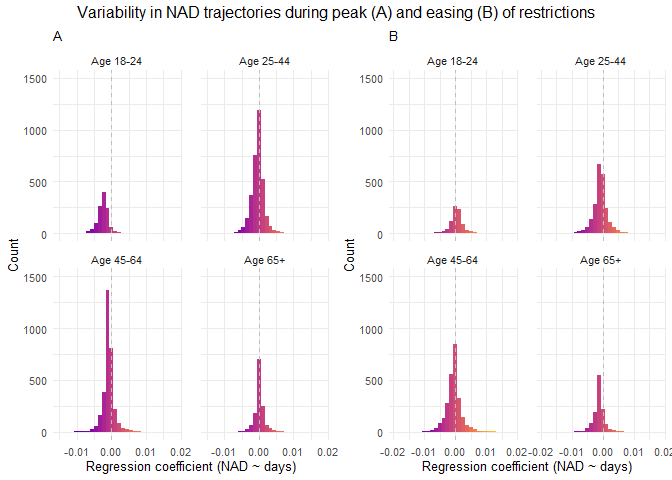 Variability in NAD trajectories during peak (A) and easing (B) of restrictions
A
B
Age 18-24
Age 25-44
Age 18-24
Age 25-44
1500
1000
500
0
1500
1000
500
0
Age 45-64
Age 65+
Age 45-64
Age 65+
1500
1000
500
0
1500
1000
500
0
Count
Count
-0.01 0.00 0.01 0.02
-0.01 0.00 0.01 0.02
-0.02 -0.01 0.00 0.01 0.02
-0.02 -0.01 0.00 0.01 0.02
Regression coefficient (NAD ~ days)
Regression coefficient (NAD ~ days)